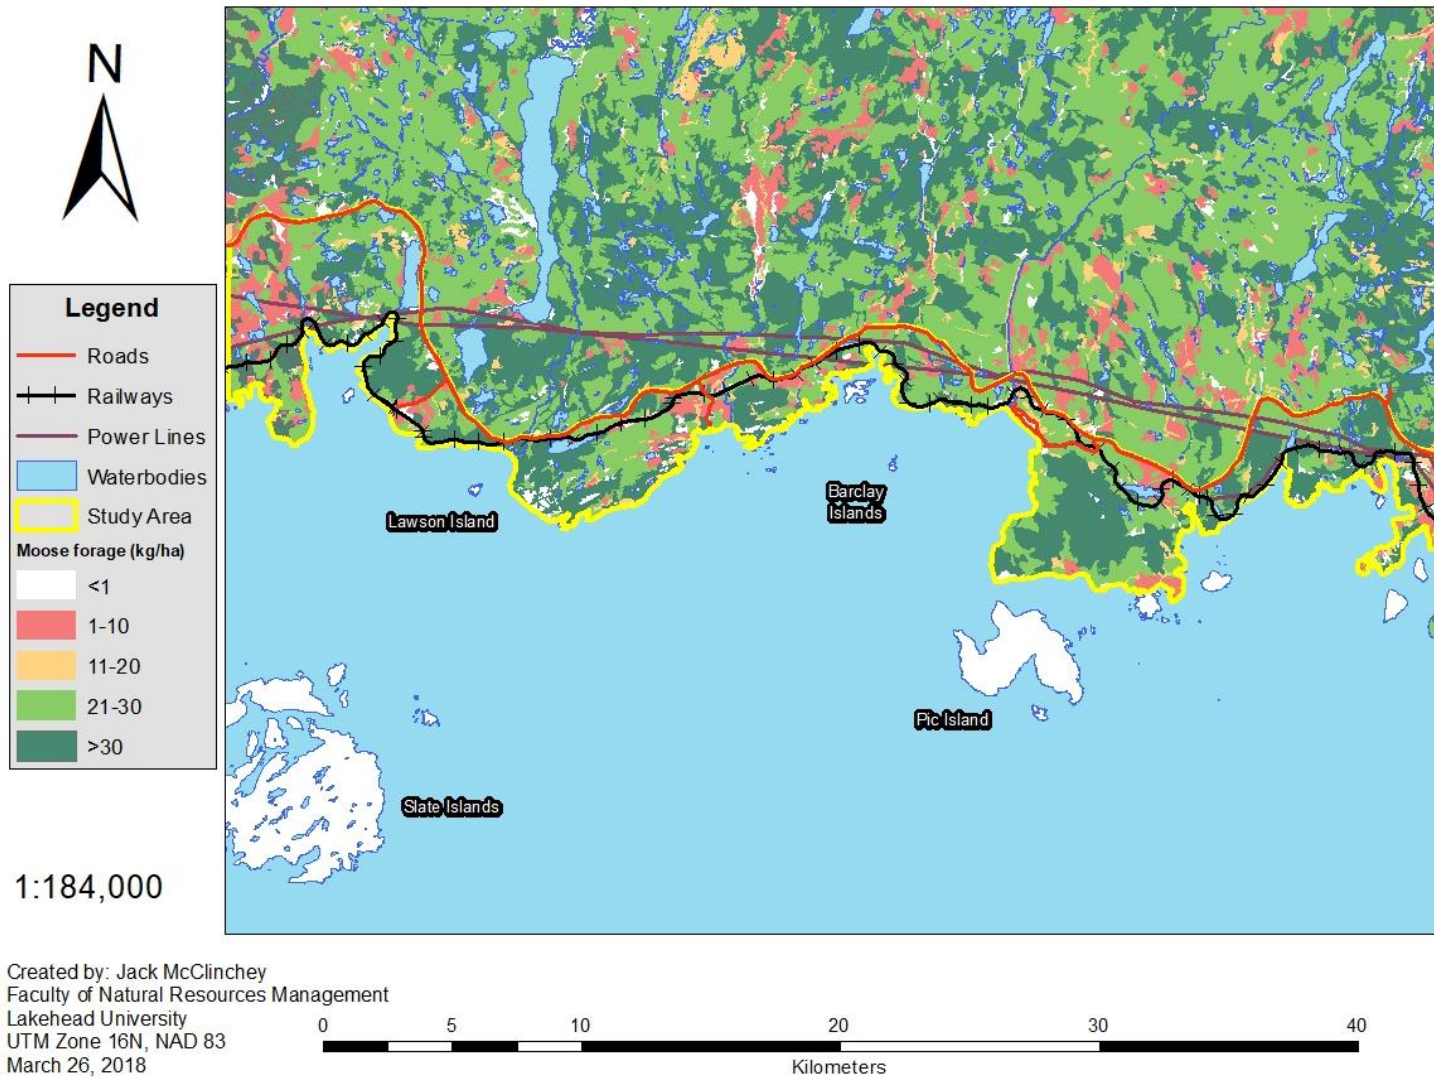 N
Legend
Roads
Railways
Power Lines
Waterbodies
Study Area
Moose forage (kg/ha)
<1
1-10
11-20
21-30
>30
1:184,000
Lawson Island
Barclay
Islands
Pic Island
Slate Islands
Created by: Jack McClinchey
Faculty of Natural Resources Management
Lakehead University
UTM Zone 16N, NAD 83
March 26, 2018
0 5 10 20 30 40
Kilometers